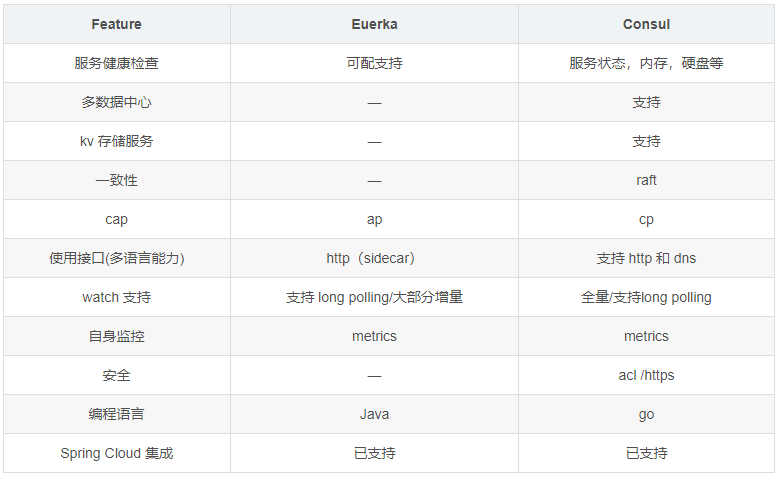 Feature Euerka Consul
服务健康检查 可配支持 服务状态，内存，硬盘等
多数据中心 — 支持
kv 存储服务 — 支持
一致性 — raft
cap ap cp
使用接口(多语言能力) http（sidecar） 支持 http 和 dns
watch 支持 支持 long polling/大部分增量 全量/支持long polling
自身监控 metrics metrics
安全 — acl /https
编程语言 Java go
Spring Cloud 集成 已支持 已支持